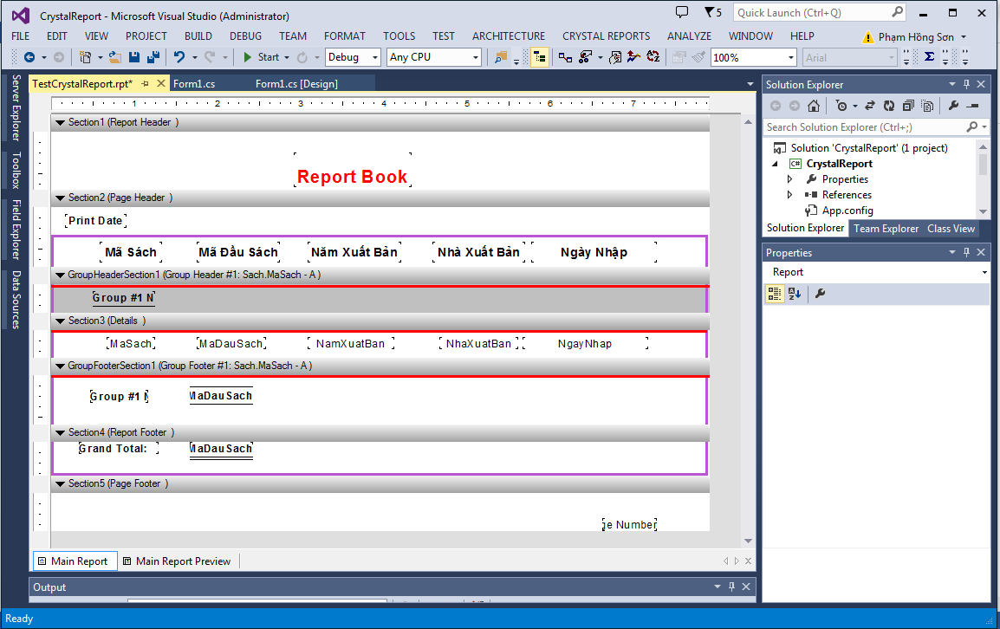 CrystalReport - Microsoft Visual Studio (Administrator)
5
Quick Launch (Ctrl+Q)
FILE EDIT VIEW PROJECT BUILD DEBUG TEAM FORMAT TOOLS TEST ARCHITECTURE CRYSTAL REPORTS ANALYZE WINDOW HELP
Phạm Hồng Sơn
Start Debug Any CPU 100% Arial
Server Explorer
Toolbox
Field Explorer
Data Sources
TestCrystalReport.rpt* Form1.cs Form1.cs [Design]
1 2 3 4 5 6 7
Section1 (Report Header )
Report Book
Section2 (Page Header )
Print Date
Mã Sách Mã Đầu Sách Năm Xuất Bản Nhà Xuất Bản Ngày Nhập
GroupHeaderSection1 (Group Header #1: Sach.MaSach - A )
Group #1 N
Section3 (Details )
MaSach MaDauSach NamXuatBan NhaXuatBan NgayNhap
GroupFooterSection1 (Group Footer #1: Sach.MaSach - A )
Group #1 MaDauSach
Section4 (Report Footer )
Grand Total: MaDauSach
Section5 (Page Footer )
ge Number
Main Report Main Report Preview
Output
Ready
Solution Explorer
Search Solution Explorer (Ctrl+;)
Solution 'CrystalReport' (1 project)
C# CrystalReport
Properties
References
App.config
Solution Explorer Team Explorer Class View
Properties
Report